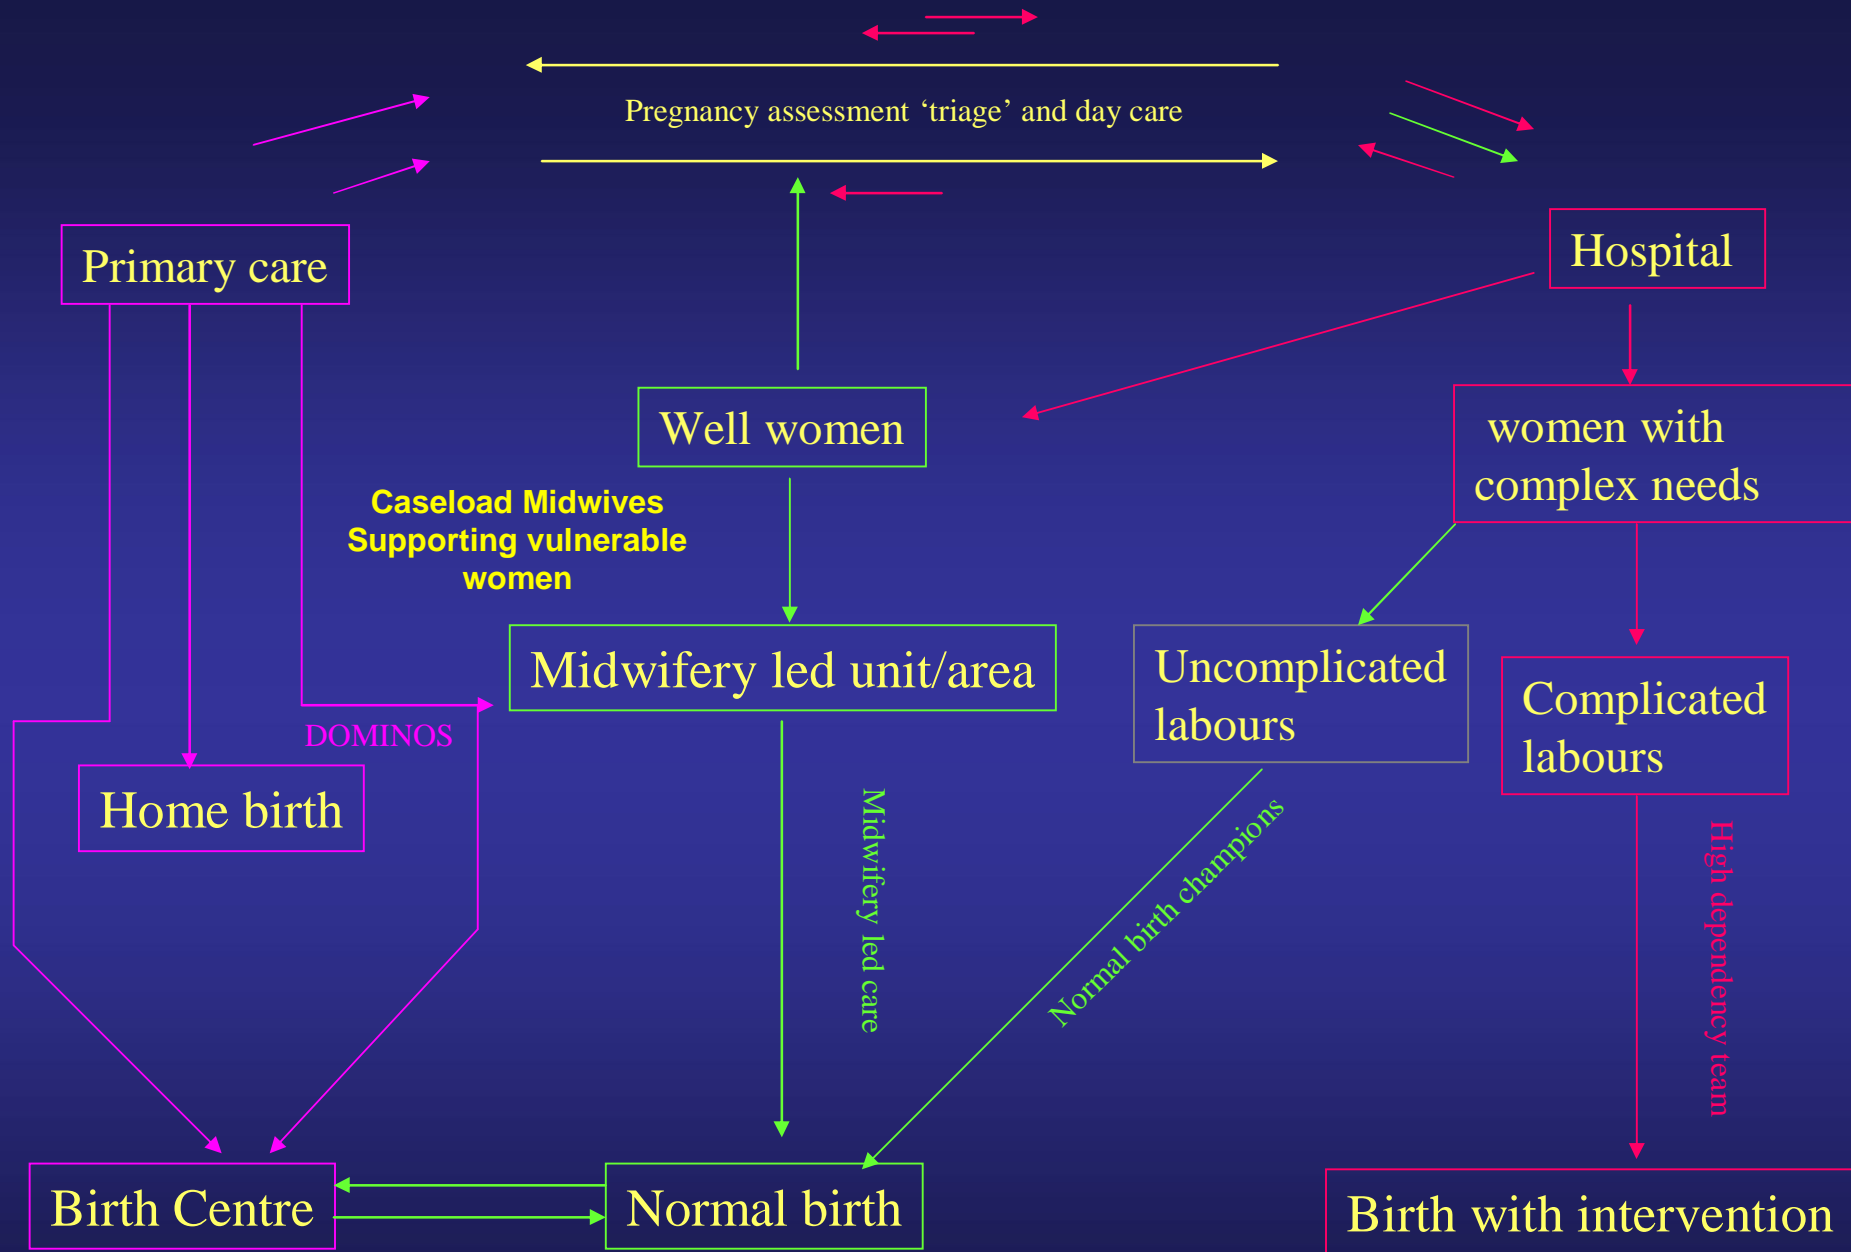 Pregnancy assessment ‘triage’ and day care
Primary care
Hospital
Well women
women with
complex needs
Caseload Midwives
Supporting vulnerable
women
Midwifery led unit/area
Uncomplicated
labours
Complicated
labours
DOMINOS
Home birth
Midwifery led care
Normal birth champions
High dependency team
Birth Centre
Normal birth
Birth with intervention